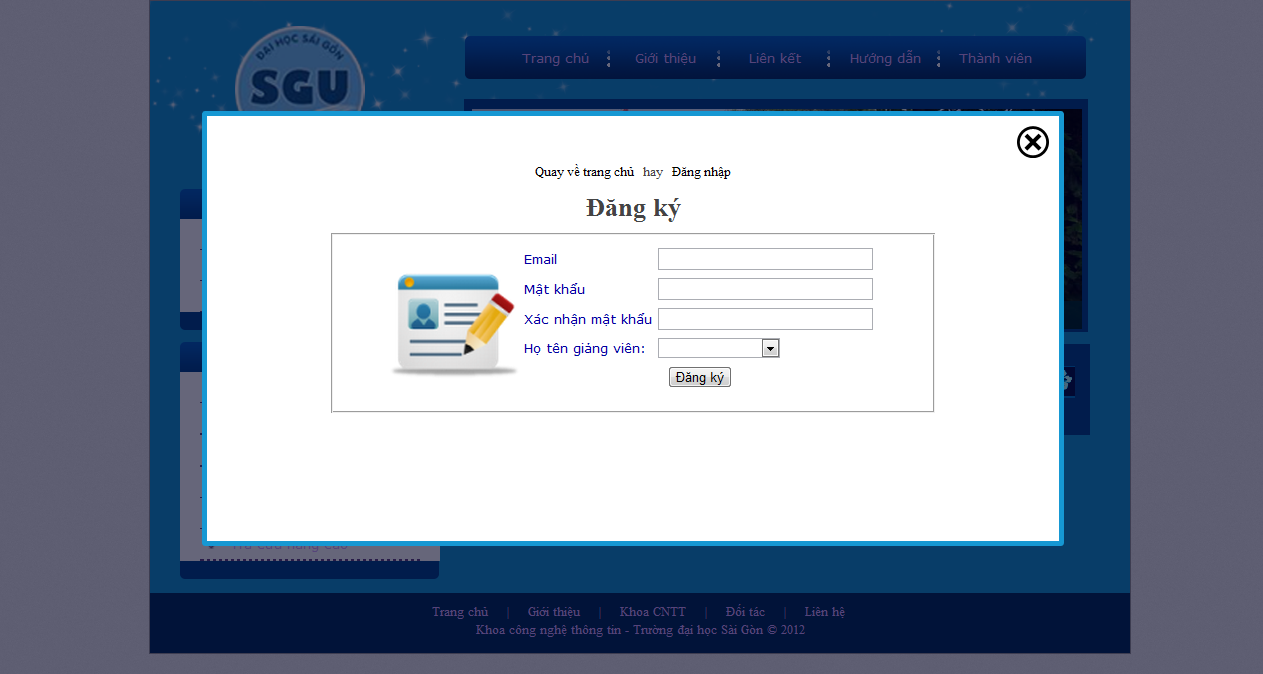 ĐẠI HỌC SÀI GÒN
SGU
Trang chủ Giới thiệu Liên kết Hướng dẫn Thành viên
Quay về trang chủ hay Đăng nhập
Đăng ký
Email
Mật khẩu
Xác nhận mật khẩu
Họ tên giảng viên:
Đăng ký
Trang chủ | Giới thiệu | Khoa CNTT | Đối tác | Liên hệ
Khoa công nghệ thông tin - Trường đại học Sài Gòn © 2012